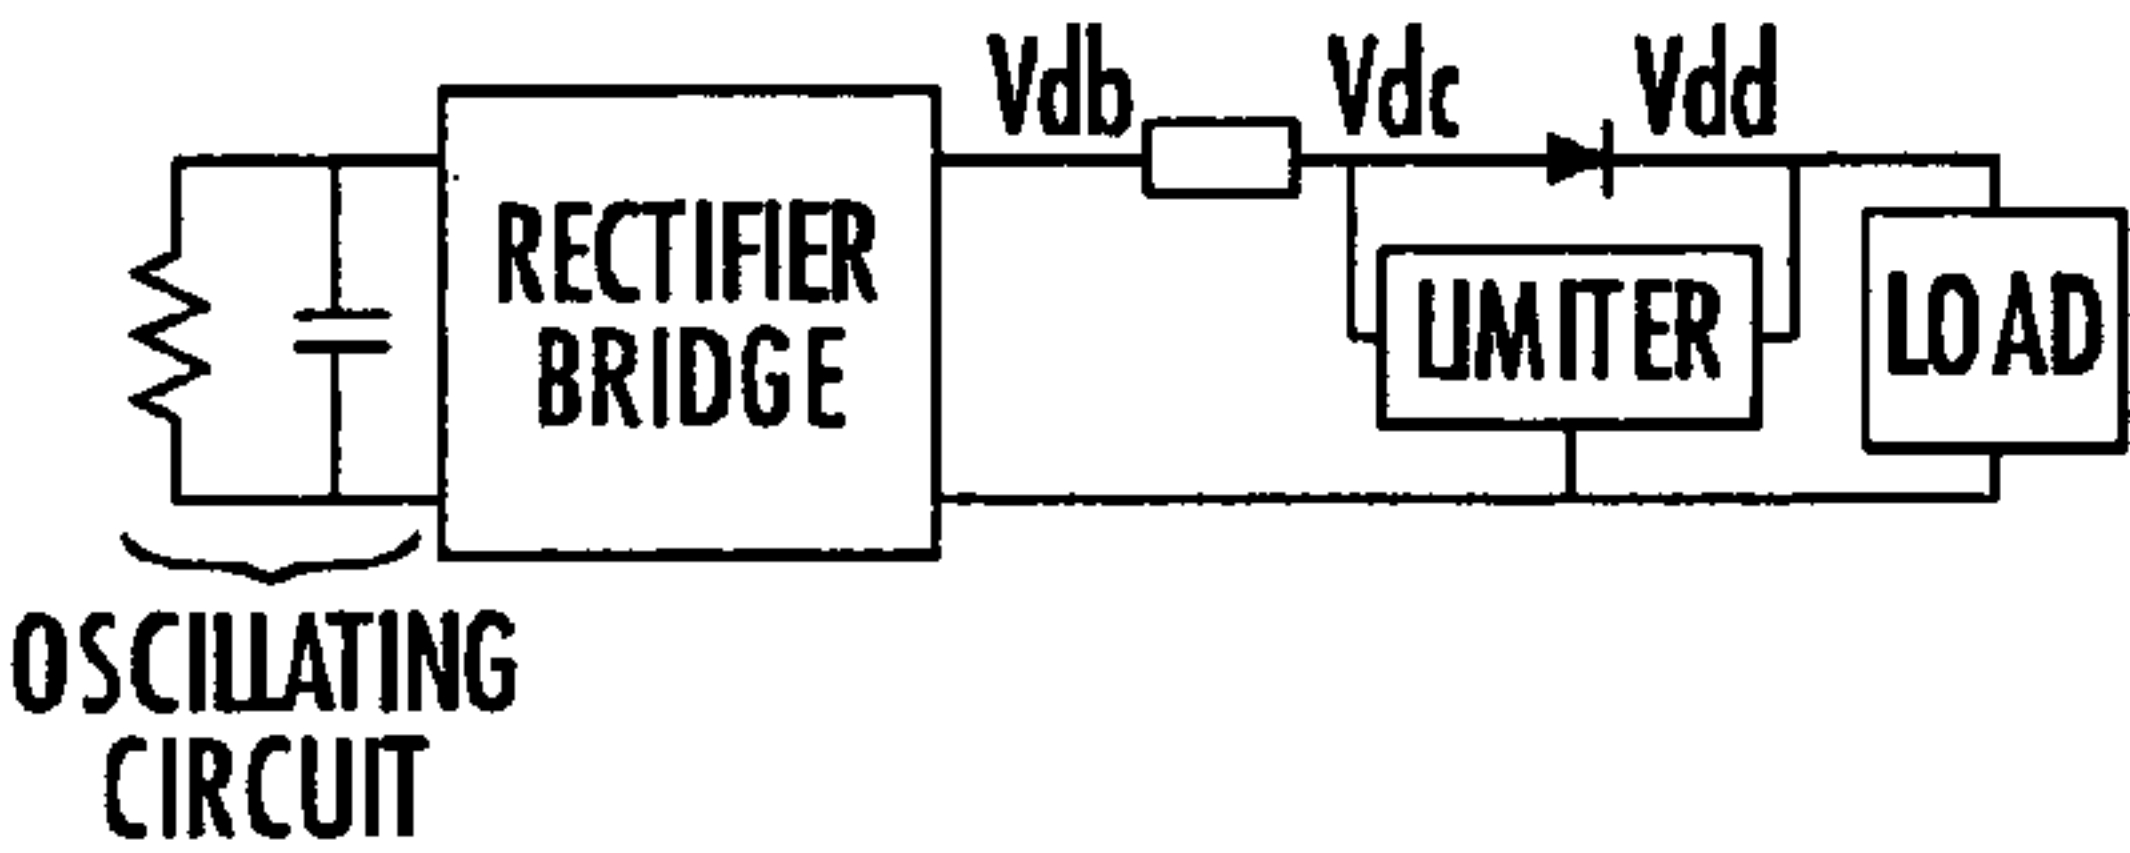 Vdb Vdc Vdd
RECTIFIER
BRIDGE
LIMITER
LOAD
OSCILLATING
CIRCUIT